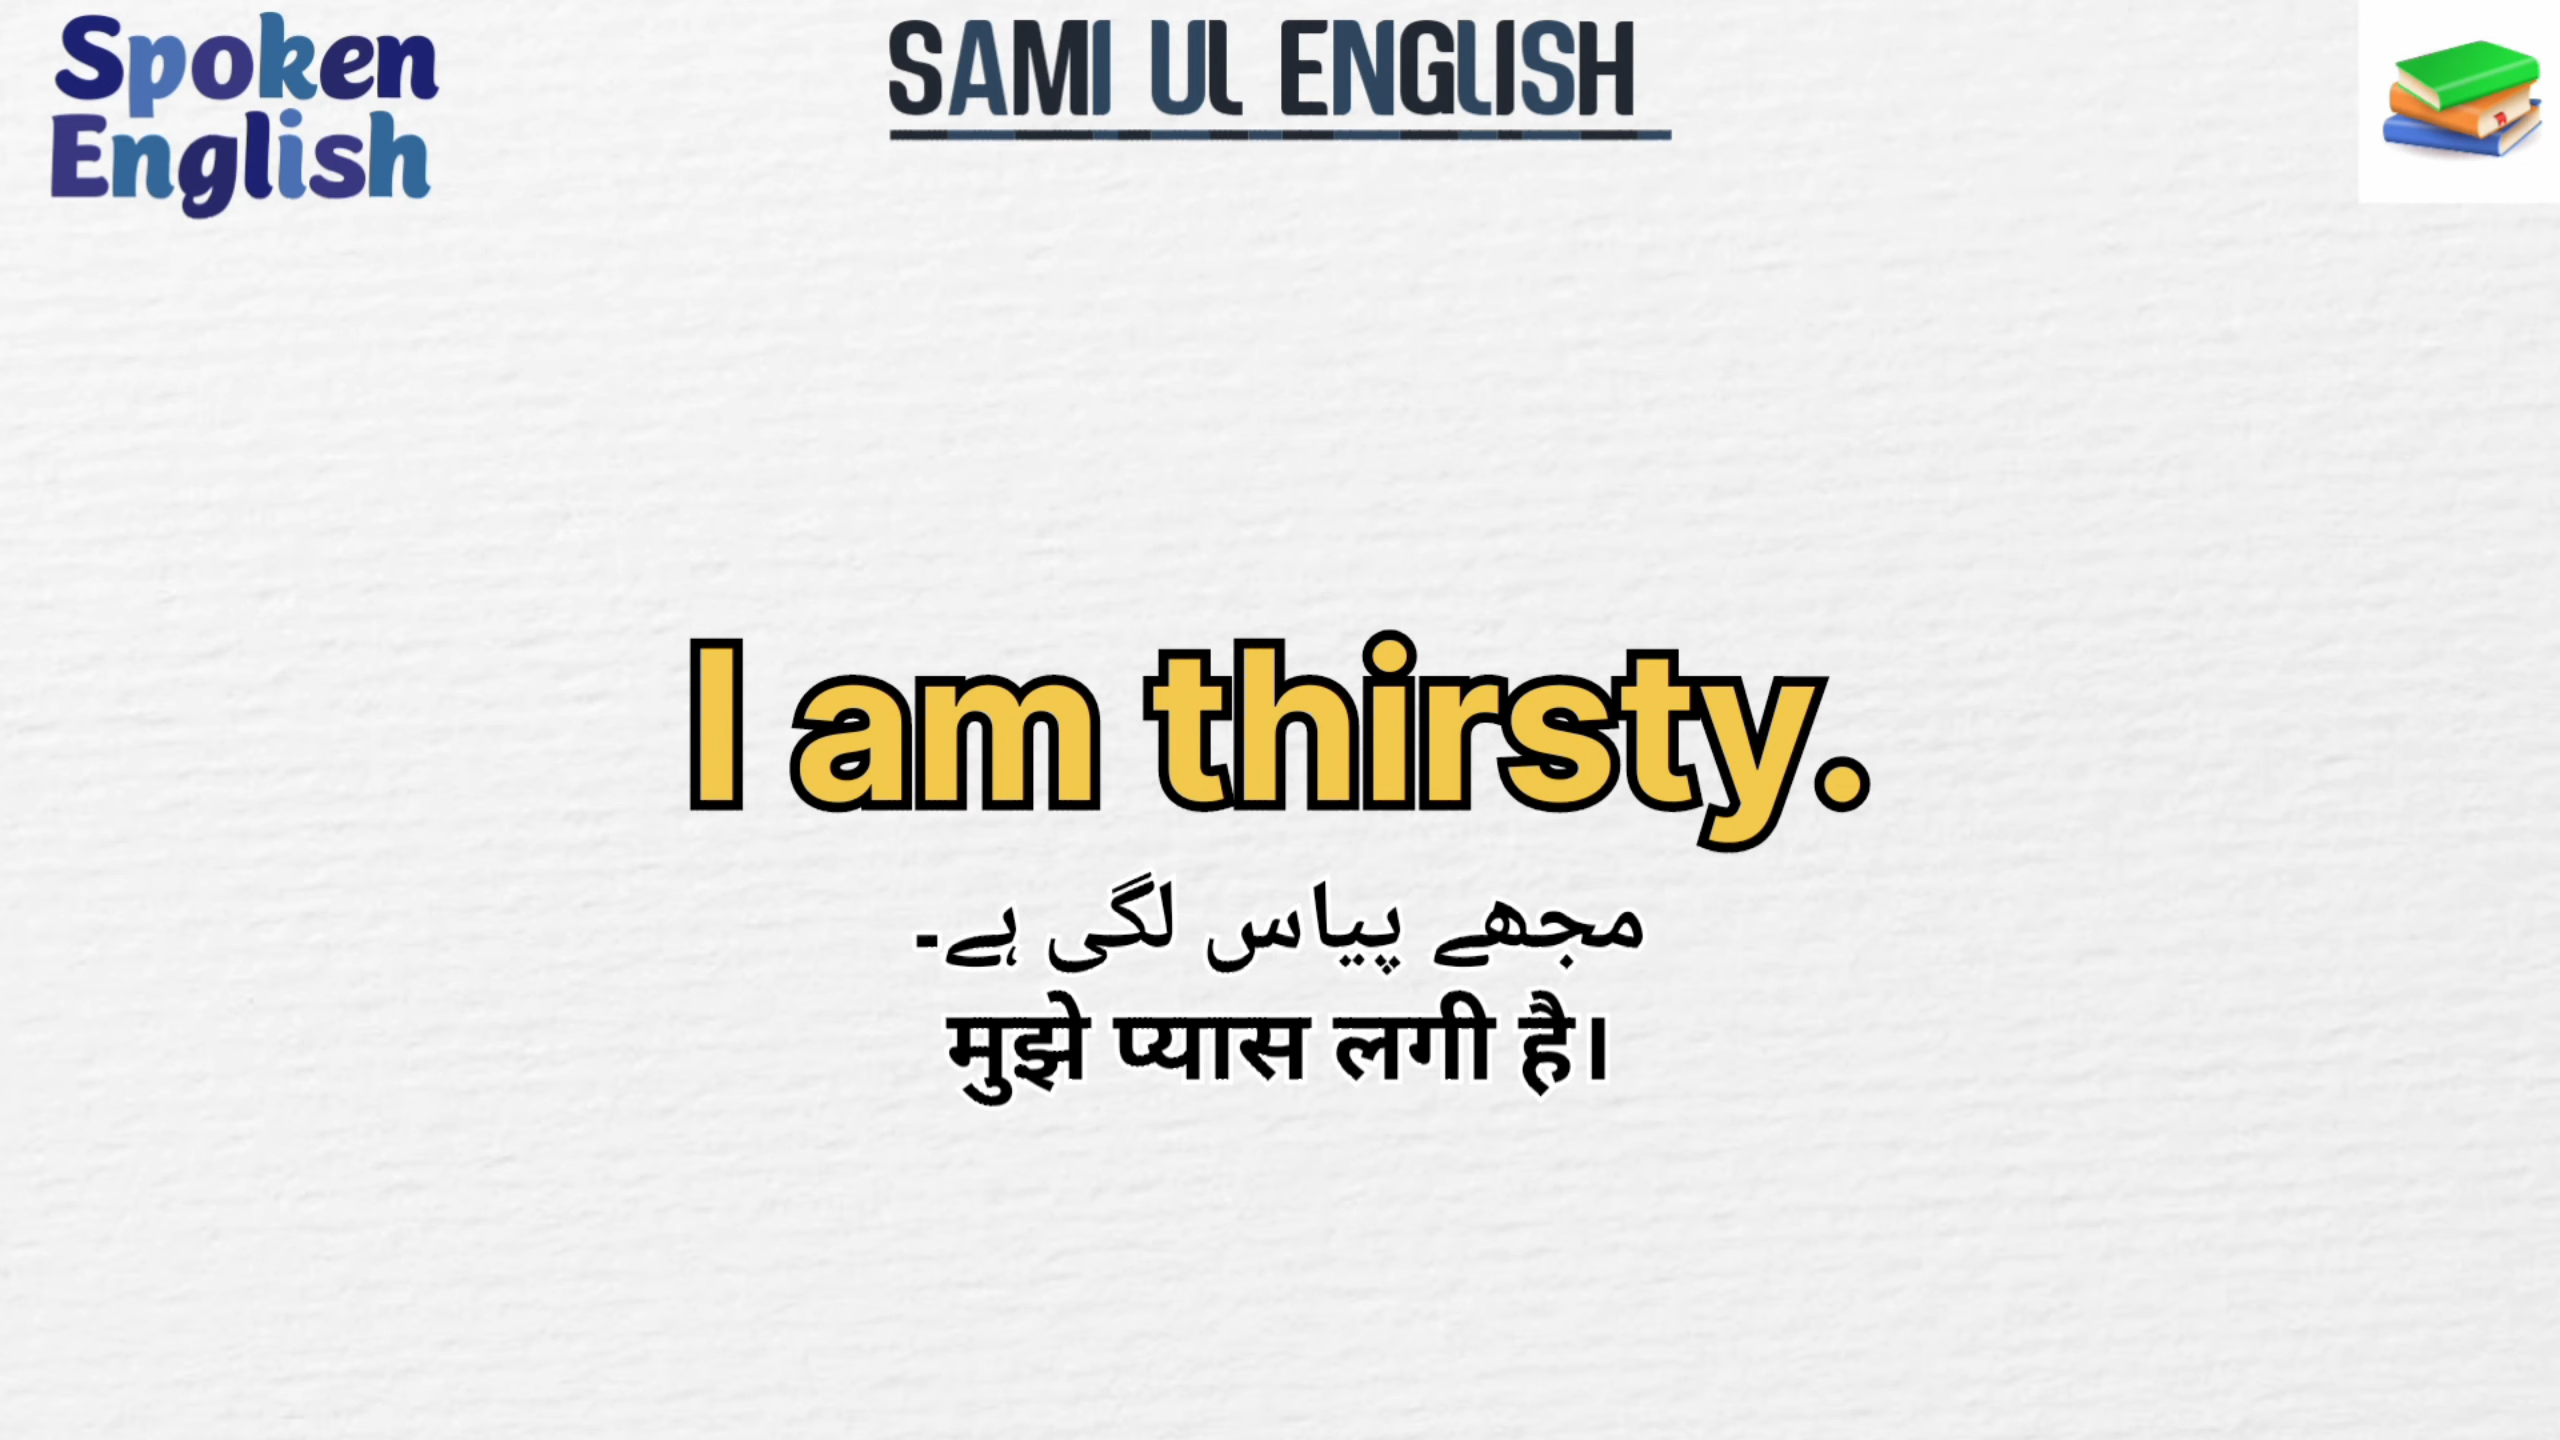 Spoken
English
SAMI UL ENGLISH
I am thirsty.
مجھے پیاس لگی ہے۔
मुझे प्यास लगी है।